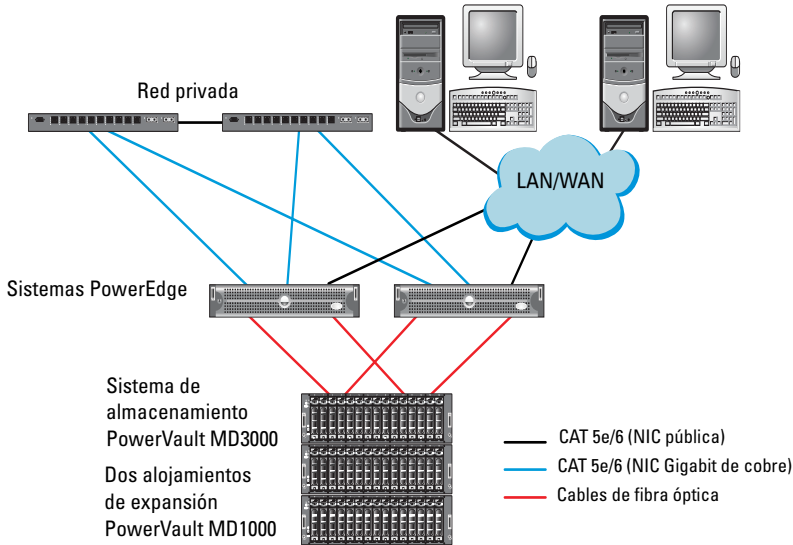 Red privada
LAN/WAN
Sistemas PowerEdge
Sistema de
almacenamiento
PowerVault MD3000
Dos alojamientos
de expansión
PowerVault MD1000
CAT 5e/6 (NIC pública)
CAT 5e/6 (NIC Gigabit de cobre)
Cables de fibra óptica